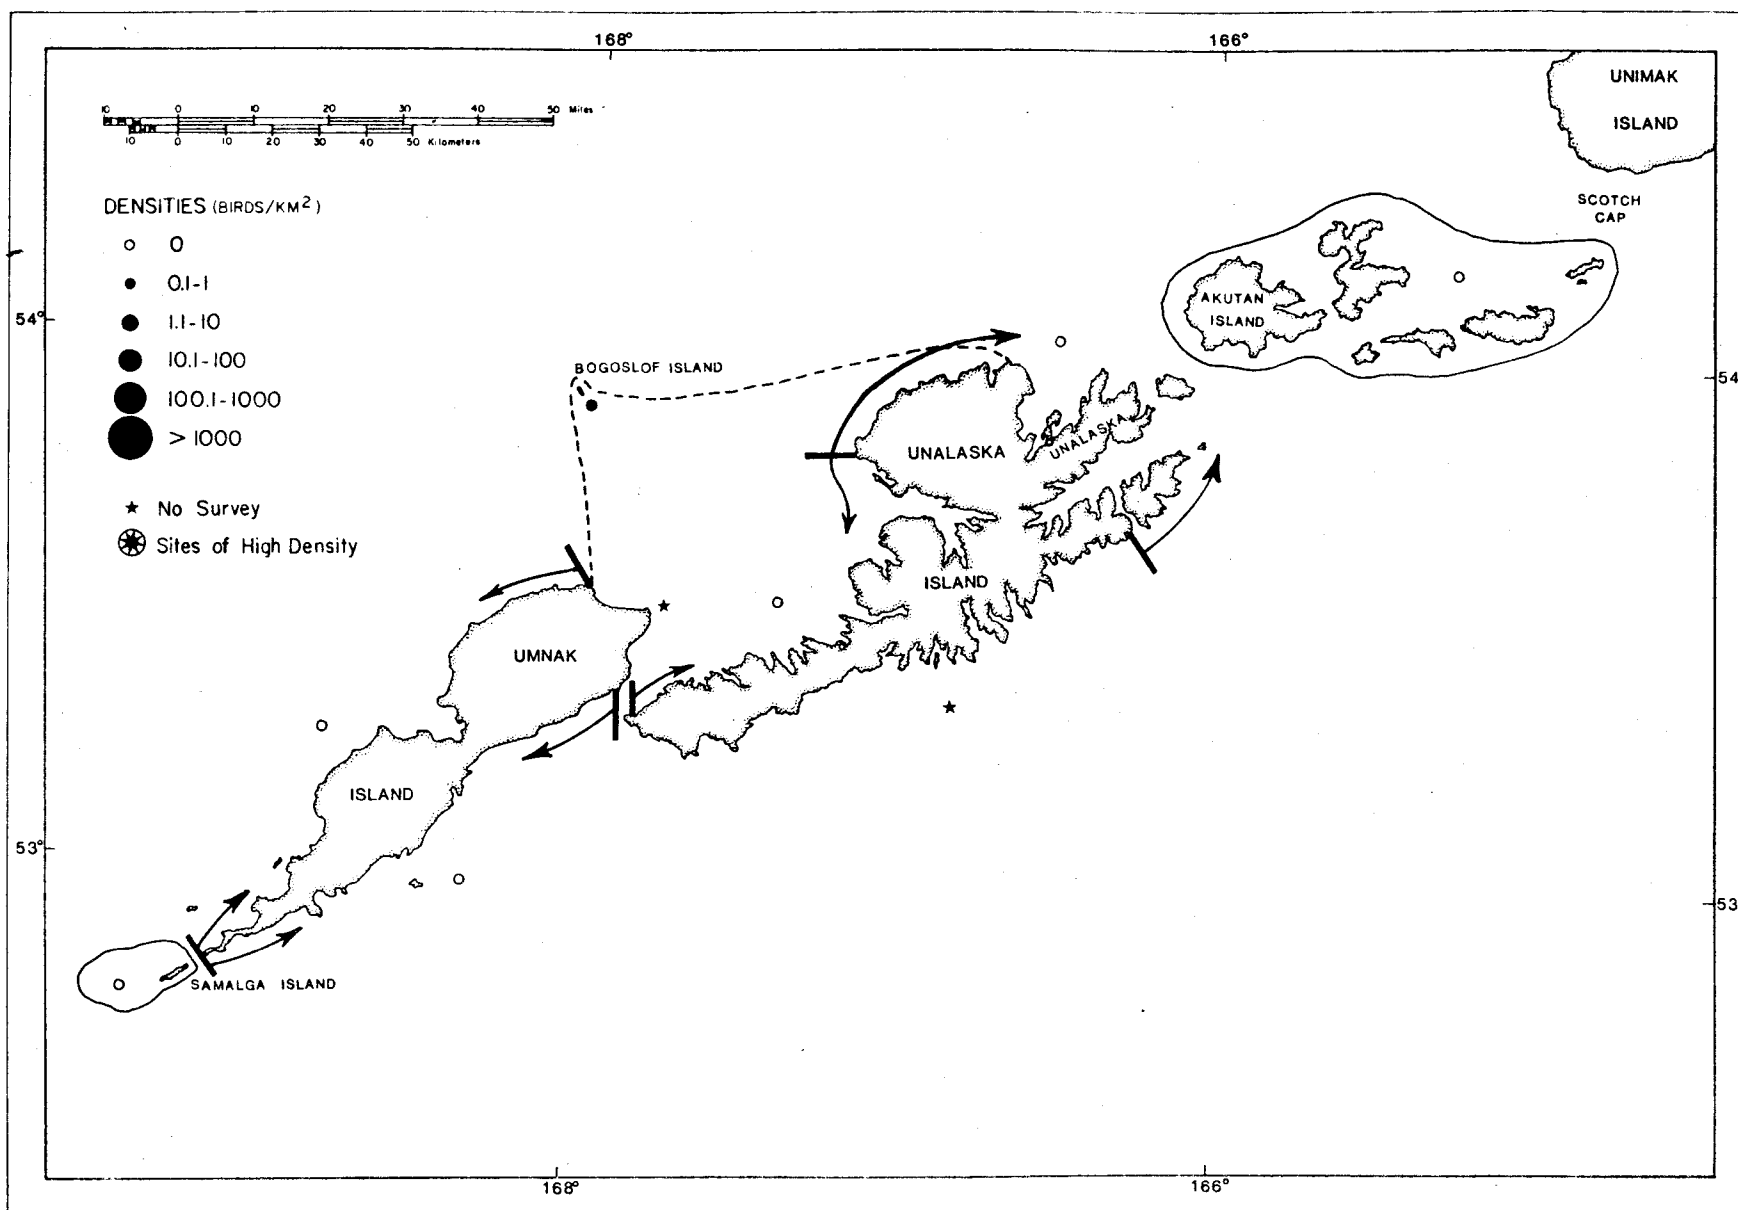 168°
166°
UNIMAK
ISLAND
10 0 10 20 30 40 50 Miles
10 0 10 20 30 40 50 Kilometers
SCOTCH
CAP
DENSITIES (BIRDS/KM²)
0
0.1-1
1.1-10
10.1-100
100.1-1000
> 1000
No Survey
Sites of High Density
54°
AKUTAN
ISLAND
BOGOSLOF ISLAND
54
UNALASKA
UNALASKA
ISLAND
UMNAK
ISLAND
53°
53
SAMALGA ISLAND
168°
166°